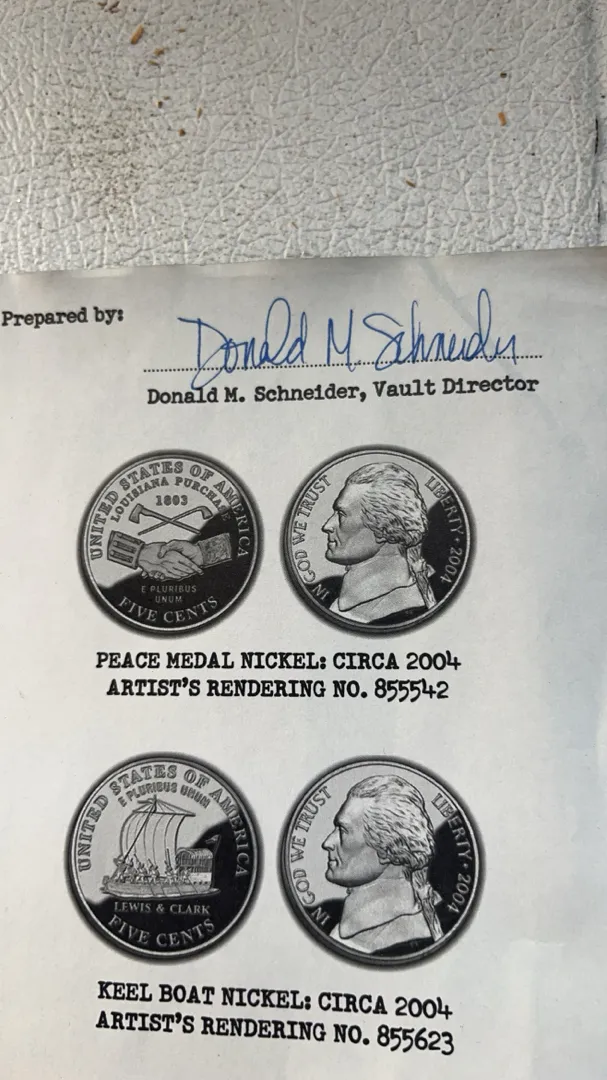 Prepared by:
Donald M. Schneider
Donald M. Schneider, Vault Director
UNITED STATES OF AMERICA
LOUISIANA PURCHASE
1803
E PLURIBUS
UNUM
FIVE CENTS
IN GOD WE TRUST
LIBERTY • 2004
PEACE MEDAL NICKEL: CIRCA 2004
ARTIST'S RENDERING NO. 855542
UNITED STATES OF AMERICA
E PLURIBUS UNUM
LEWIS & CLARK
FIVE CENTS
IN GOD WE TRUST
LIBERTY • 2004
KEEL BOAT NICKEL: CIRCA 2004
ARTIST'S RENDERING NO. 855623